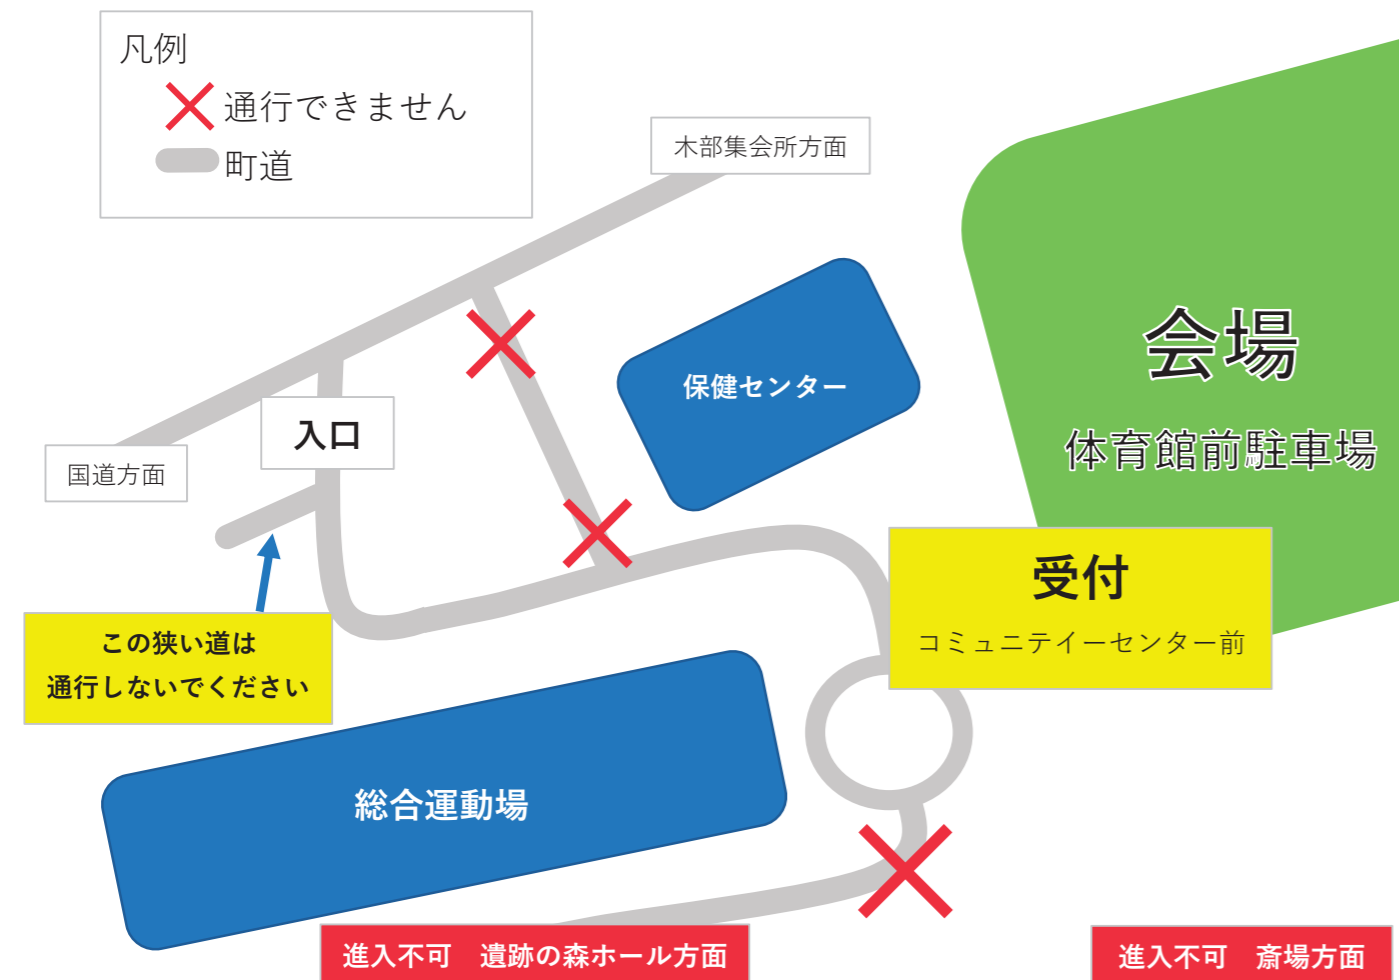 凡例
通行できません
町道
木部集会所方面
会場
体育館前駐車場
保健センター
入口
国道方面
受付
コミュニテイーセンター前
この狭い道は
通行しないでください
総合運動場
進入不可　遺跡の森ホール方面
進入不可　斎場方面